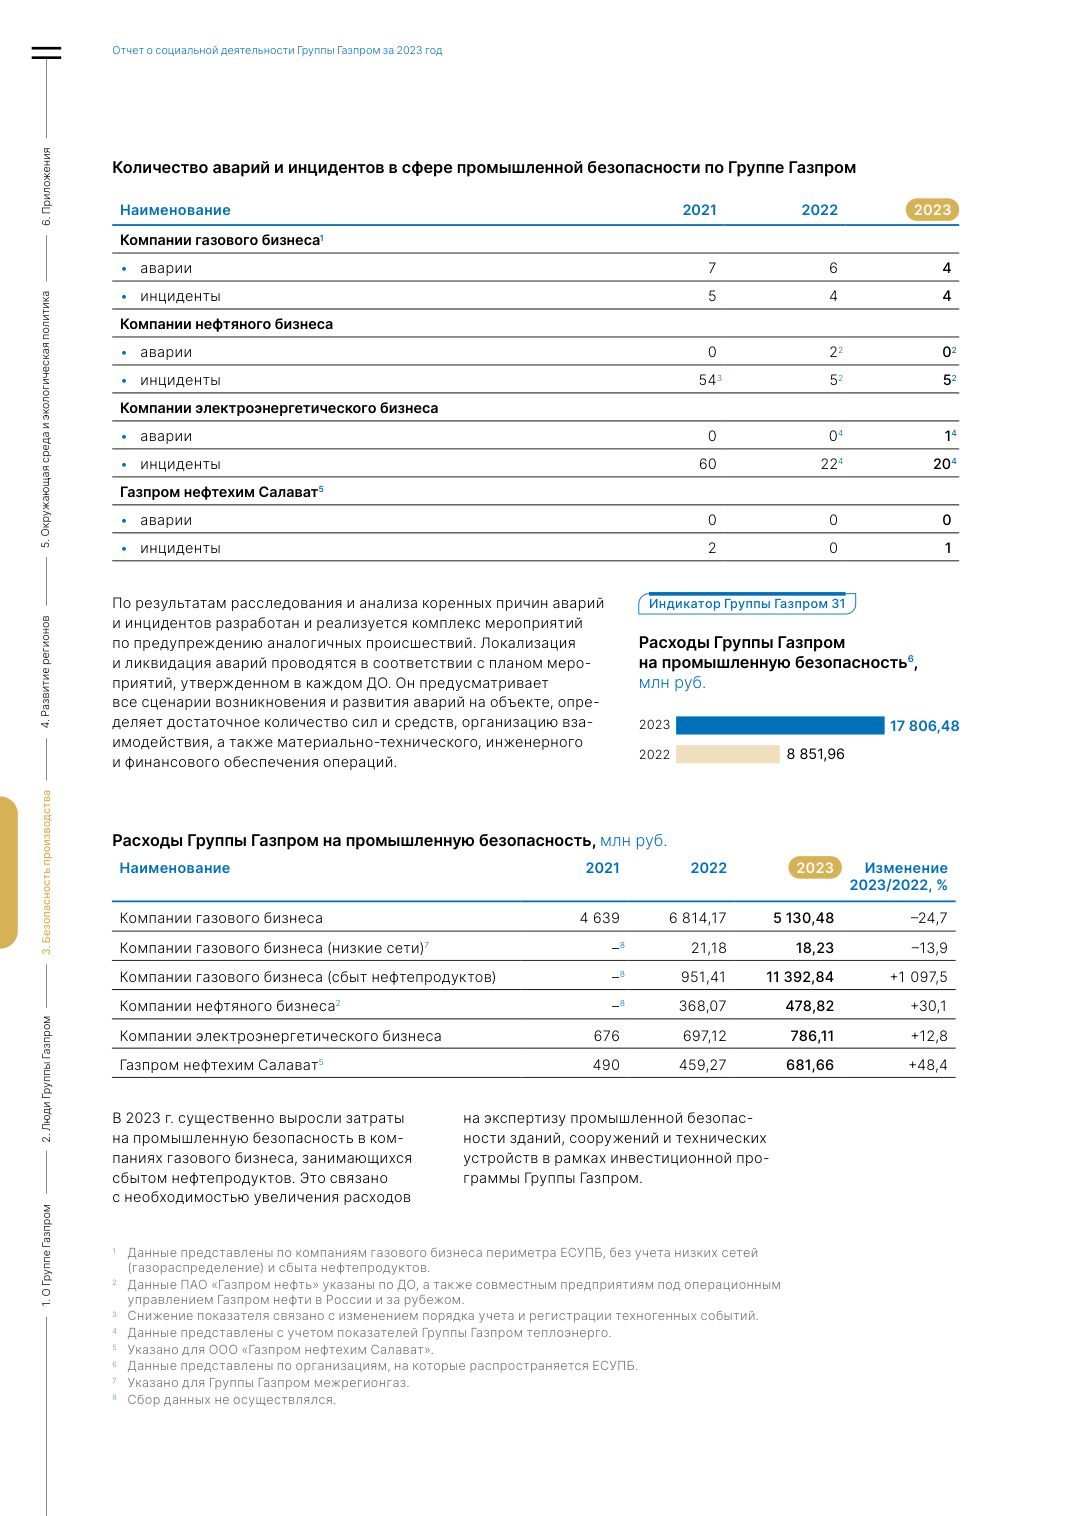 Отчет о социальной деятельности Группы Газпром за 2023 год
6. Приложения
5. Окружающая среда и экологическая политика
4. Развитие регионов
3. Безопасность производства
2. Люди Группы Газпром
1. О Группе Газпром
Количество аварий и инцидентов в сфере промышленной безопасности по Группе Газпром
Наименование 2021 2022 2023
Компании газового бизнеса¹
• аварии 7 6 4
• инциденты 5 4 4
Компании нефтяного бизнеса
• аварии 0 2² 0²
• инциденты 54³ 5² 5²
Компании электроэнергетического бизнеса
• аварии 0 0⁴ 1⁴
• инциденты 60 22⁴ 20⁴
Газпром нефтехим Салават⁵
• аварии 0 0 0
• инциденты 2 0 1
По результатам расследования и анализа коренных причин аварий
и инцидентов разработан и реализуется комплекс мероприятий
по предупреждению аналогичных происшествий. Локализация
и ликвидация аварий проводятся в соответствии с планом меро-
приятий, утвержденном в каждом ДО. Он предусматривает
все сценарии возникновения и развития аварий на объекте, опре-
деляет достаточное количество сил и средств, организацию вза-
имодействия, а также материально-технического, инженерного
и финансового обеспечения операций.
Индикатор Группы Газпром 31
Расходы Группы Газпром
на промышленную безопасность⁶,
млн руб.
2023 17 806,48
2022 8 851,96
Расходы Группы Газпром на промышленную безопасность, млн руб.
Наименование 2021 2022 2023 Изменение
2023/2022, %
Компании газового бизнеса 4 639 6 814,17 5 130,48 –24,7
Компании газового бизнеса (низкие сети)⁷ –⁸ 21,18 18,23 –13,9
Компании газового бизнеса (сбыт нефтепродуктов) –⁸ 951,41 11 392,84 +1 097,5
Компании нефтяного бизнеса² –⁸ 368,07 478,82 +30,1
Компании электроэнергетического бизнеса 676 697,12 786,11 +12,8
Газпром нефтехим Салават⁵ 490 459,27 681,66 +48,4
В 2023 г. существенно выросли затраты
на промышленную безопасность в ком-
паниях газового бизнеса, занимающихся
сбытом нефтепродуктов. Это связано
с необходимостью увеличения расходов
на экспертизу промышленной безопас-
ности зданий, сооружений и технических
устройств в рамках инвестиционной про-
граммы Группы Газпром.
¹ Данные представлены по компаниям газового бизнеса периметра ЕСУПБ, без учета низких сетей
(газораспределение) и сбыта нефтепродуктов.
² Данные ПАО «Газпром нефть» указаны по ДО, а также совместным предприятиям под операционным
управлением Газпром нефти в России и за рубежом.
³ Снижение показателя связано с изменением порядка учета и регистрации техногенных событий.
⁴ Данные представлены с учетом показателей Группы Газпром теплоэнерго.
⁵ Указано для ООО «Газпром нефтехим Салават».
⁶ Данные представлены по организациям, на которые распространяется ЕСУПБ.
⁷ Указано для Группы Газпром межрегионгаз.
⁸ Сбор данных не осуществлялся.